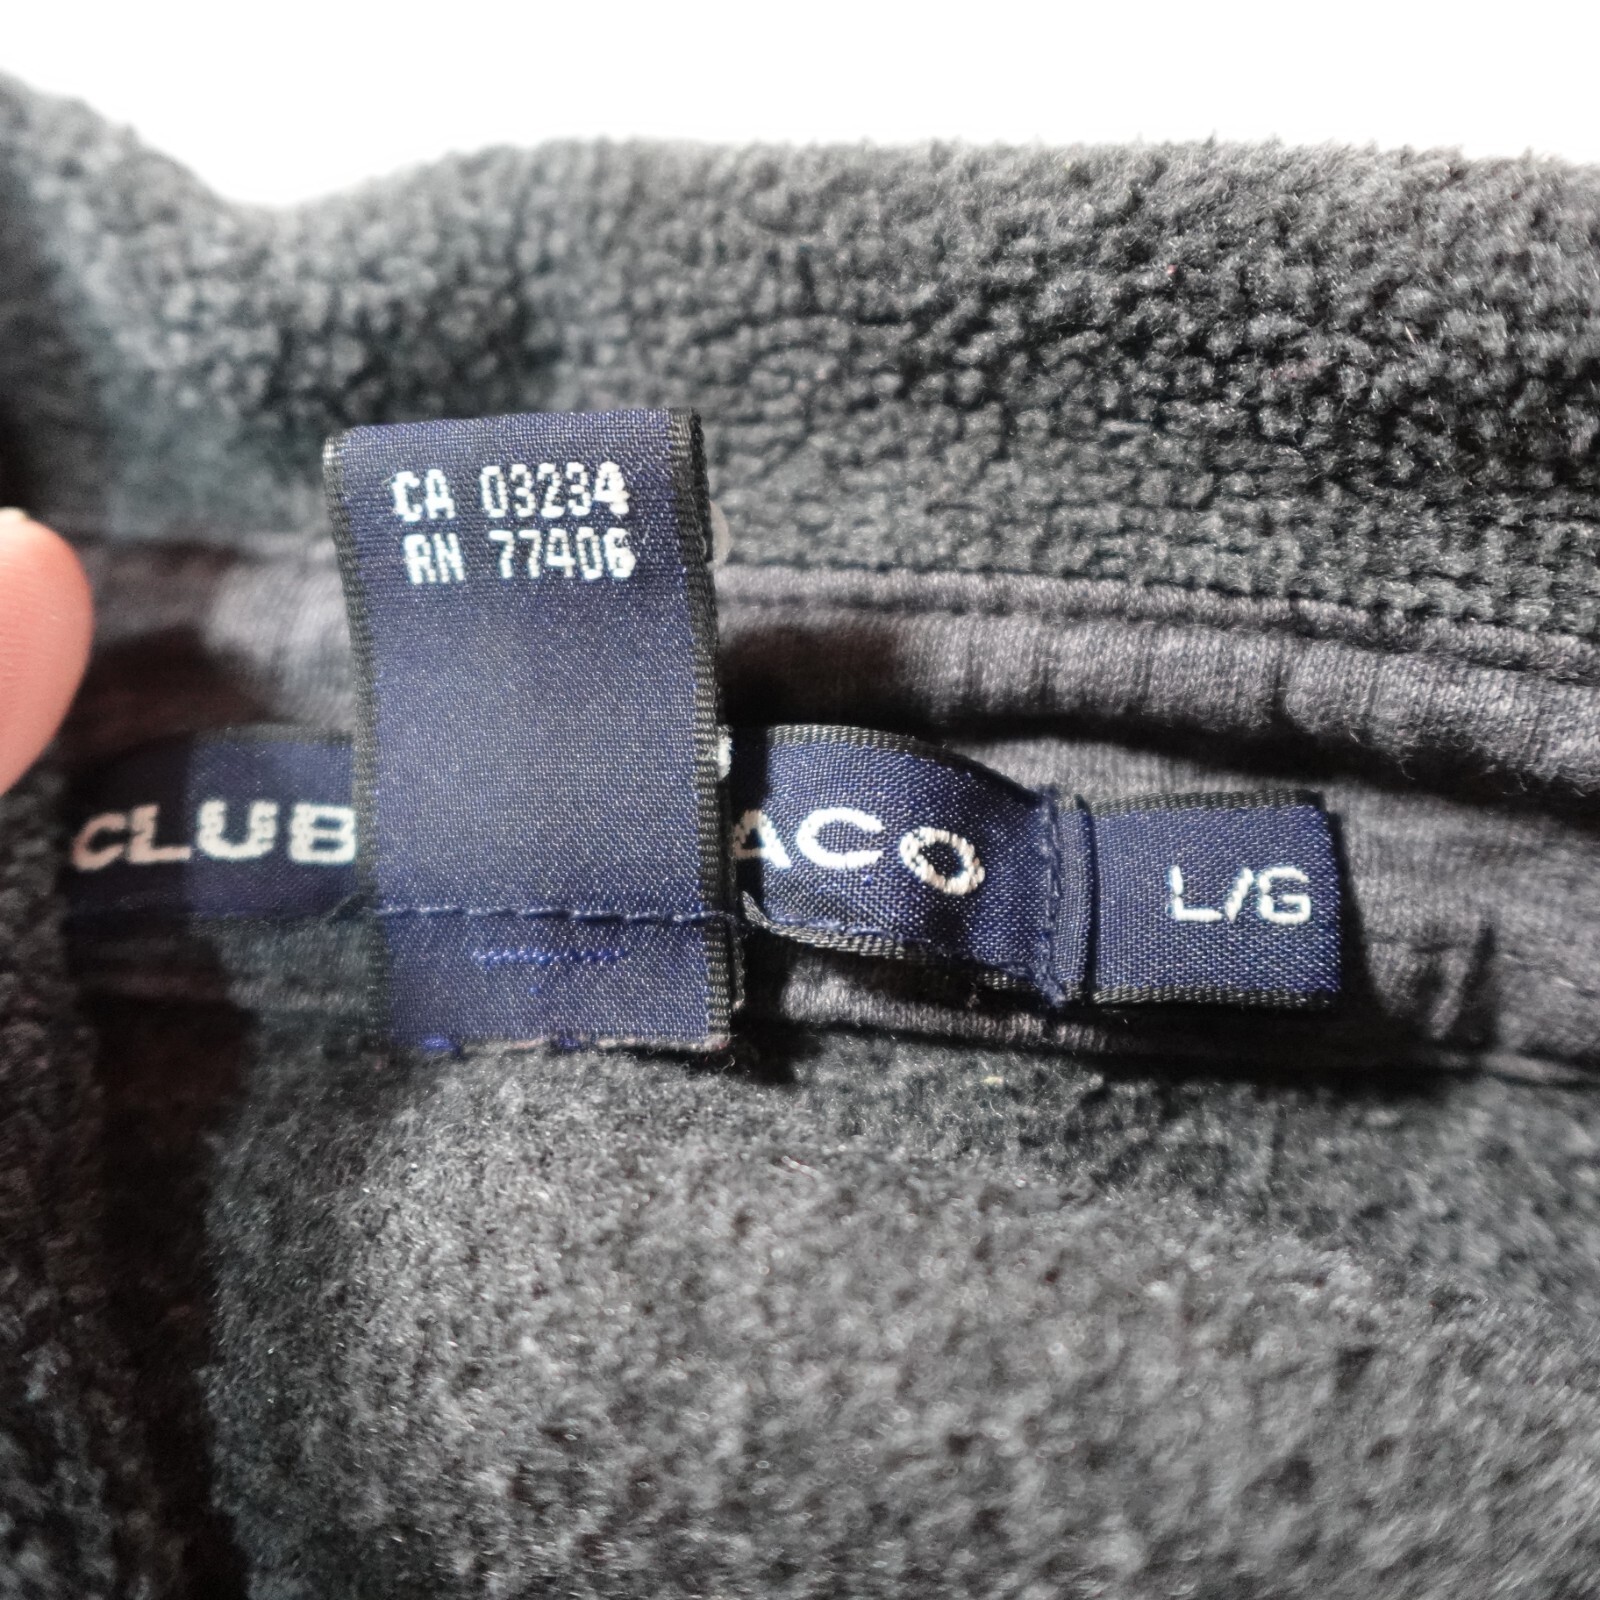 CA 03234
RN 77406
CLUB ACO
L/G